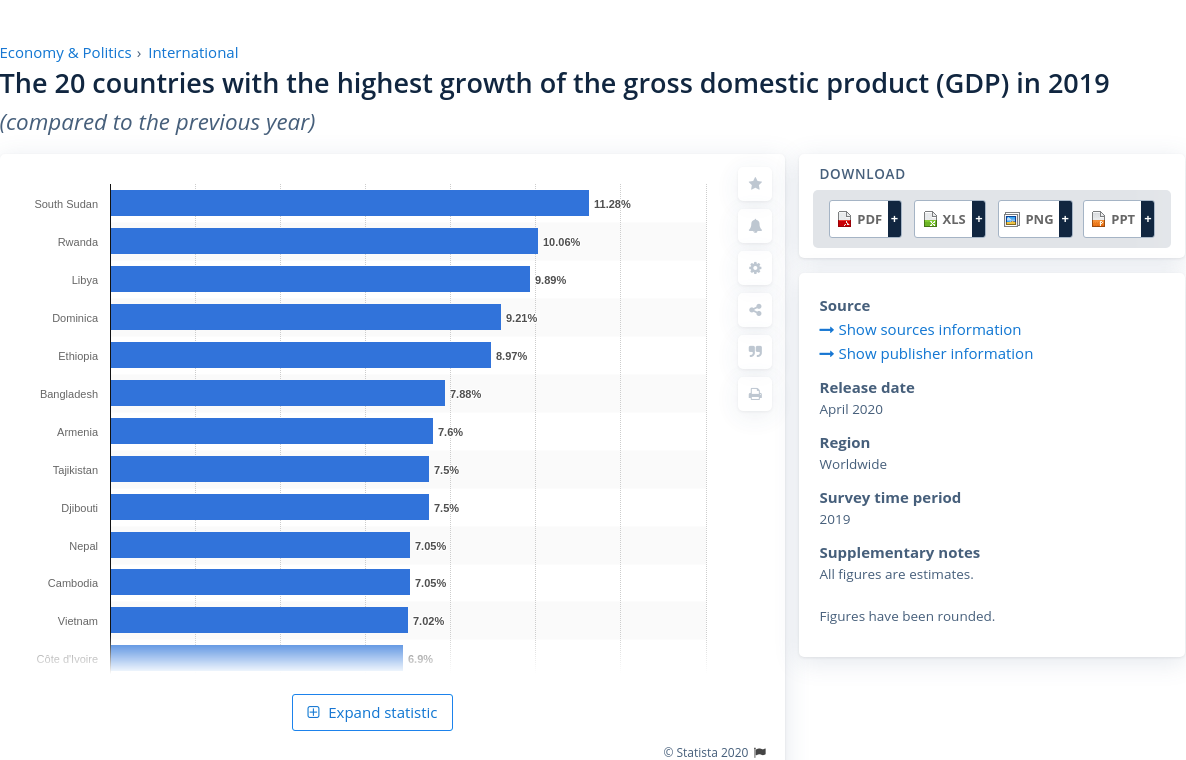 Economy & Politics › International
The 20 countries with the highest growth of the gross domestic product (GDP) in 2019
(compared to the previous year)
South Sudan 11.28%
Rwanda 10.06%
Libya 9.89%
Dominica 9.21%
Ethiopia 8.97%
Bangladesh 7.88%
Armenia 7.6%
Tajikistan 7.5%
Djibouti 7.5%
Nepal 7.05%
Cambodia 7.05%
Vietnam 7.02%
Côte d'Ivoire 6.9%
Expand statistic
© Statista 2020
DOWNLOAD
PDF + XLS + PNG + PPT +
Source
Show sources information
Show publisher information
Release date
April 2020
Region
Worldwide
Survey time period
2019
Supplementary notes
All figures are estimates.
Figures have been rounded.